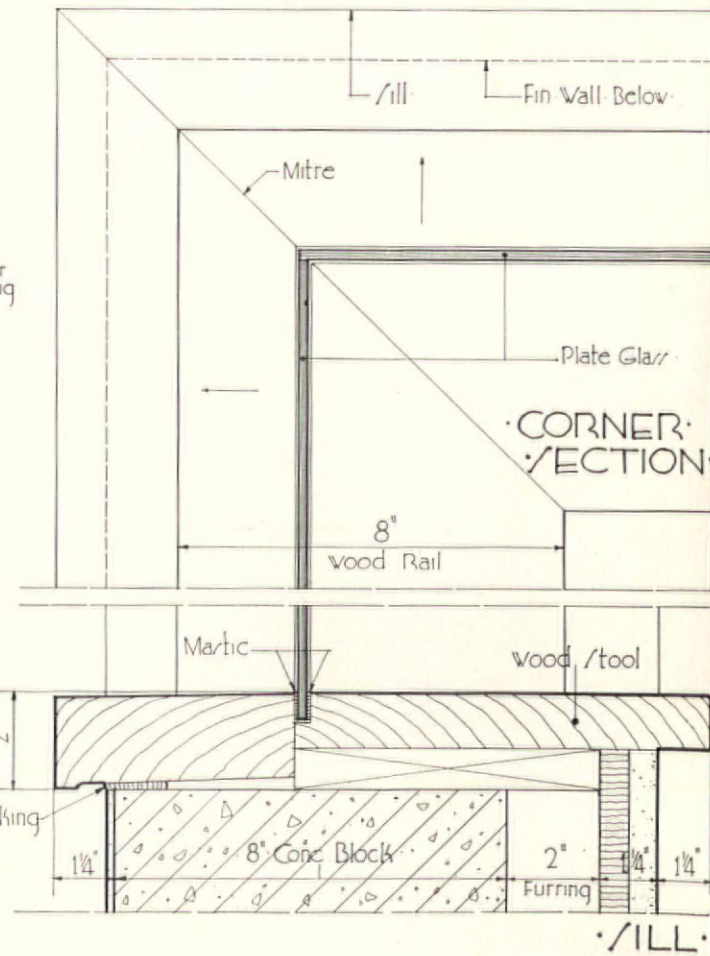 Sill
Fin Wall Below
Mitre
Plate Glass
·CORNER·
·SECTION·
8"
Wood Rail
Mastic
Wood Stool
1¼"
8" Conc Block
2"
Furring
1¼"
1¼"
·SILL·